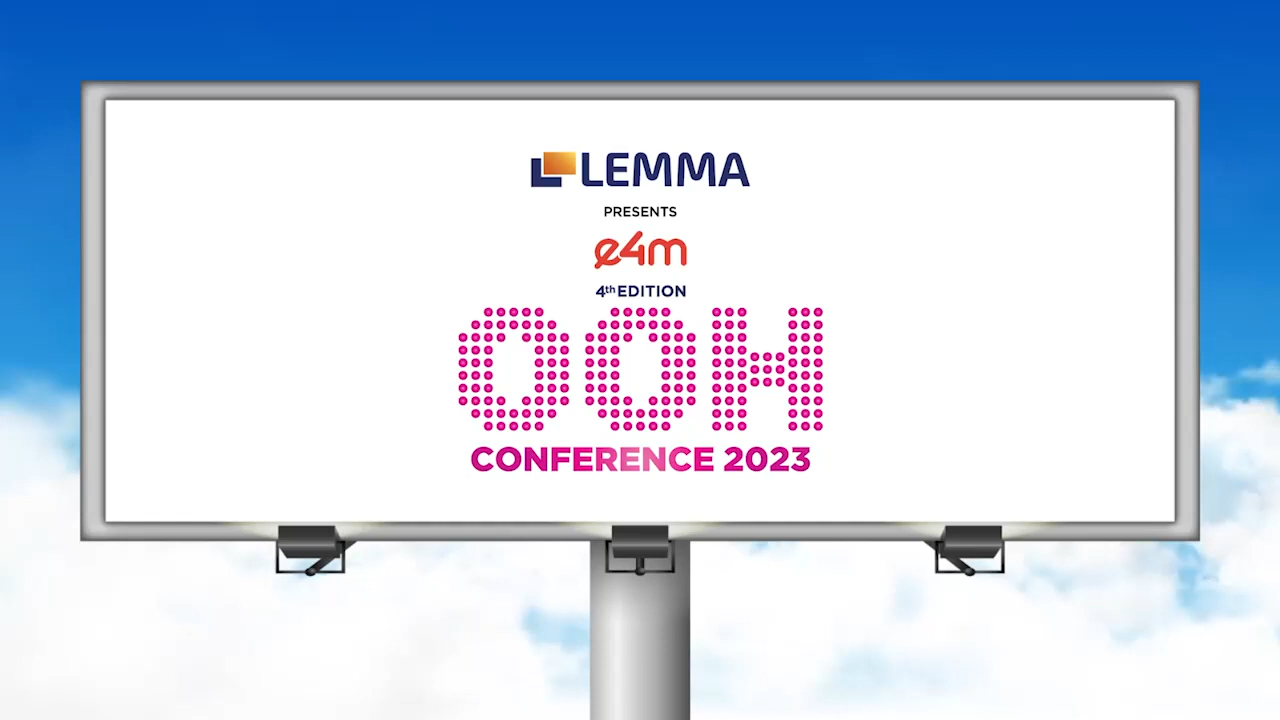 LEMMA
PRESENTS
e4m
4th EDITION
OOH
CONFERENCE 2023